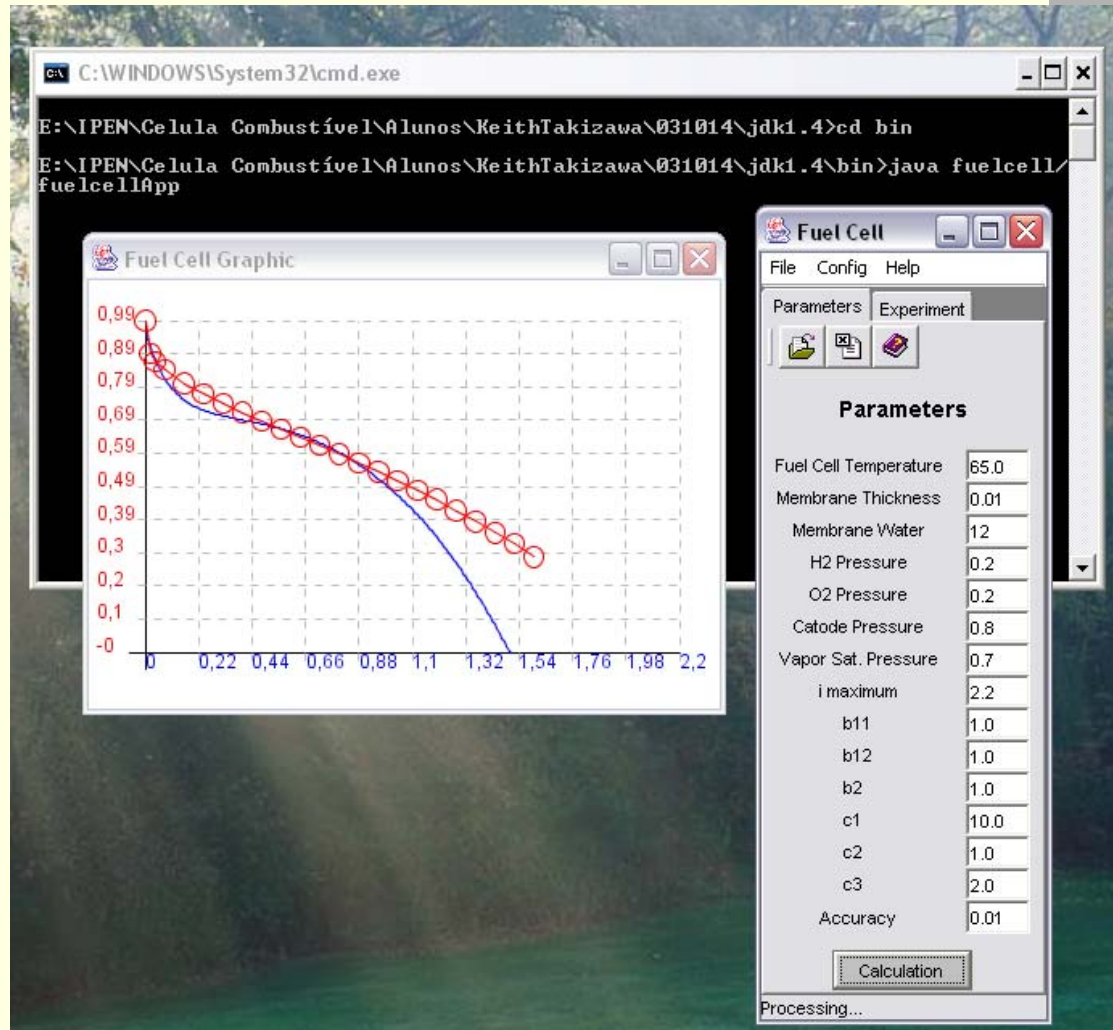 C:\WINDOWS\System32\cmd.exe
E:\IPEN\Celula Combustível\Alunos\KeithTakizawa\031014\jdk1.4>cd bin
E:\IPEN\Celula Combustível\Alunos\KeithTakizawa\031014\jdk1.4\bin>java fuelcell/
fuelcellApp
Fuel Cell Graphic
0,99
0,89
0,79
0,69
0,59
0,49
0,39
0,3
0,2
0,1
-0
0 0,22 0,44 0,66 0,88 1,1 1,32 1,54 1,76 1,98 2,2
Fuel Cell
File Config Help
Parameters Experiment
Parameters
Fuel Cell Temperature 65.0
Membrane Thickness 0.01
Membrane Water 12
H2 Pressure 0.2
O2 Pressure 0.2
Catode Pressure 0.8
Vapor Sat. Pressure 0.7
i maximum 2.2
b11 1.0
b12 1.0
b2 1.0
c1 10.0
c2 1.0
c3 2.0
Accuracy 0.01
Calculation
Processing...